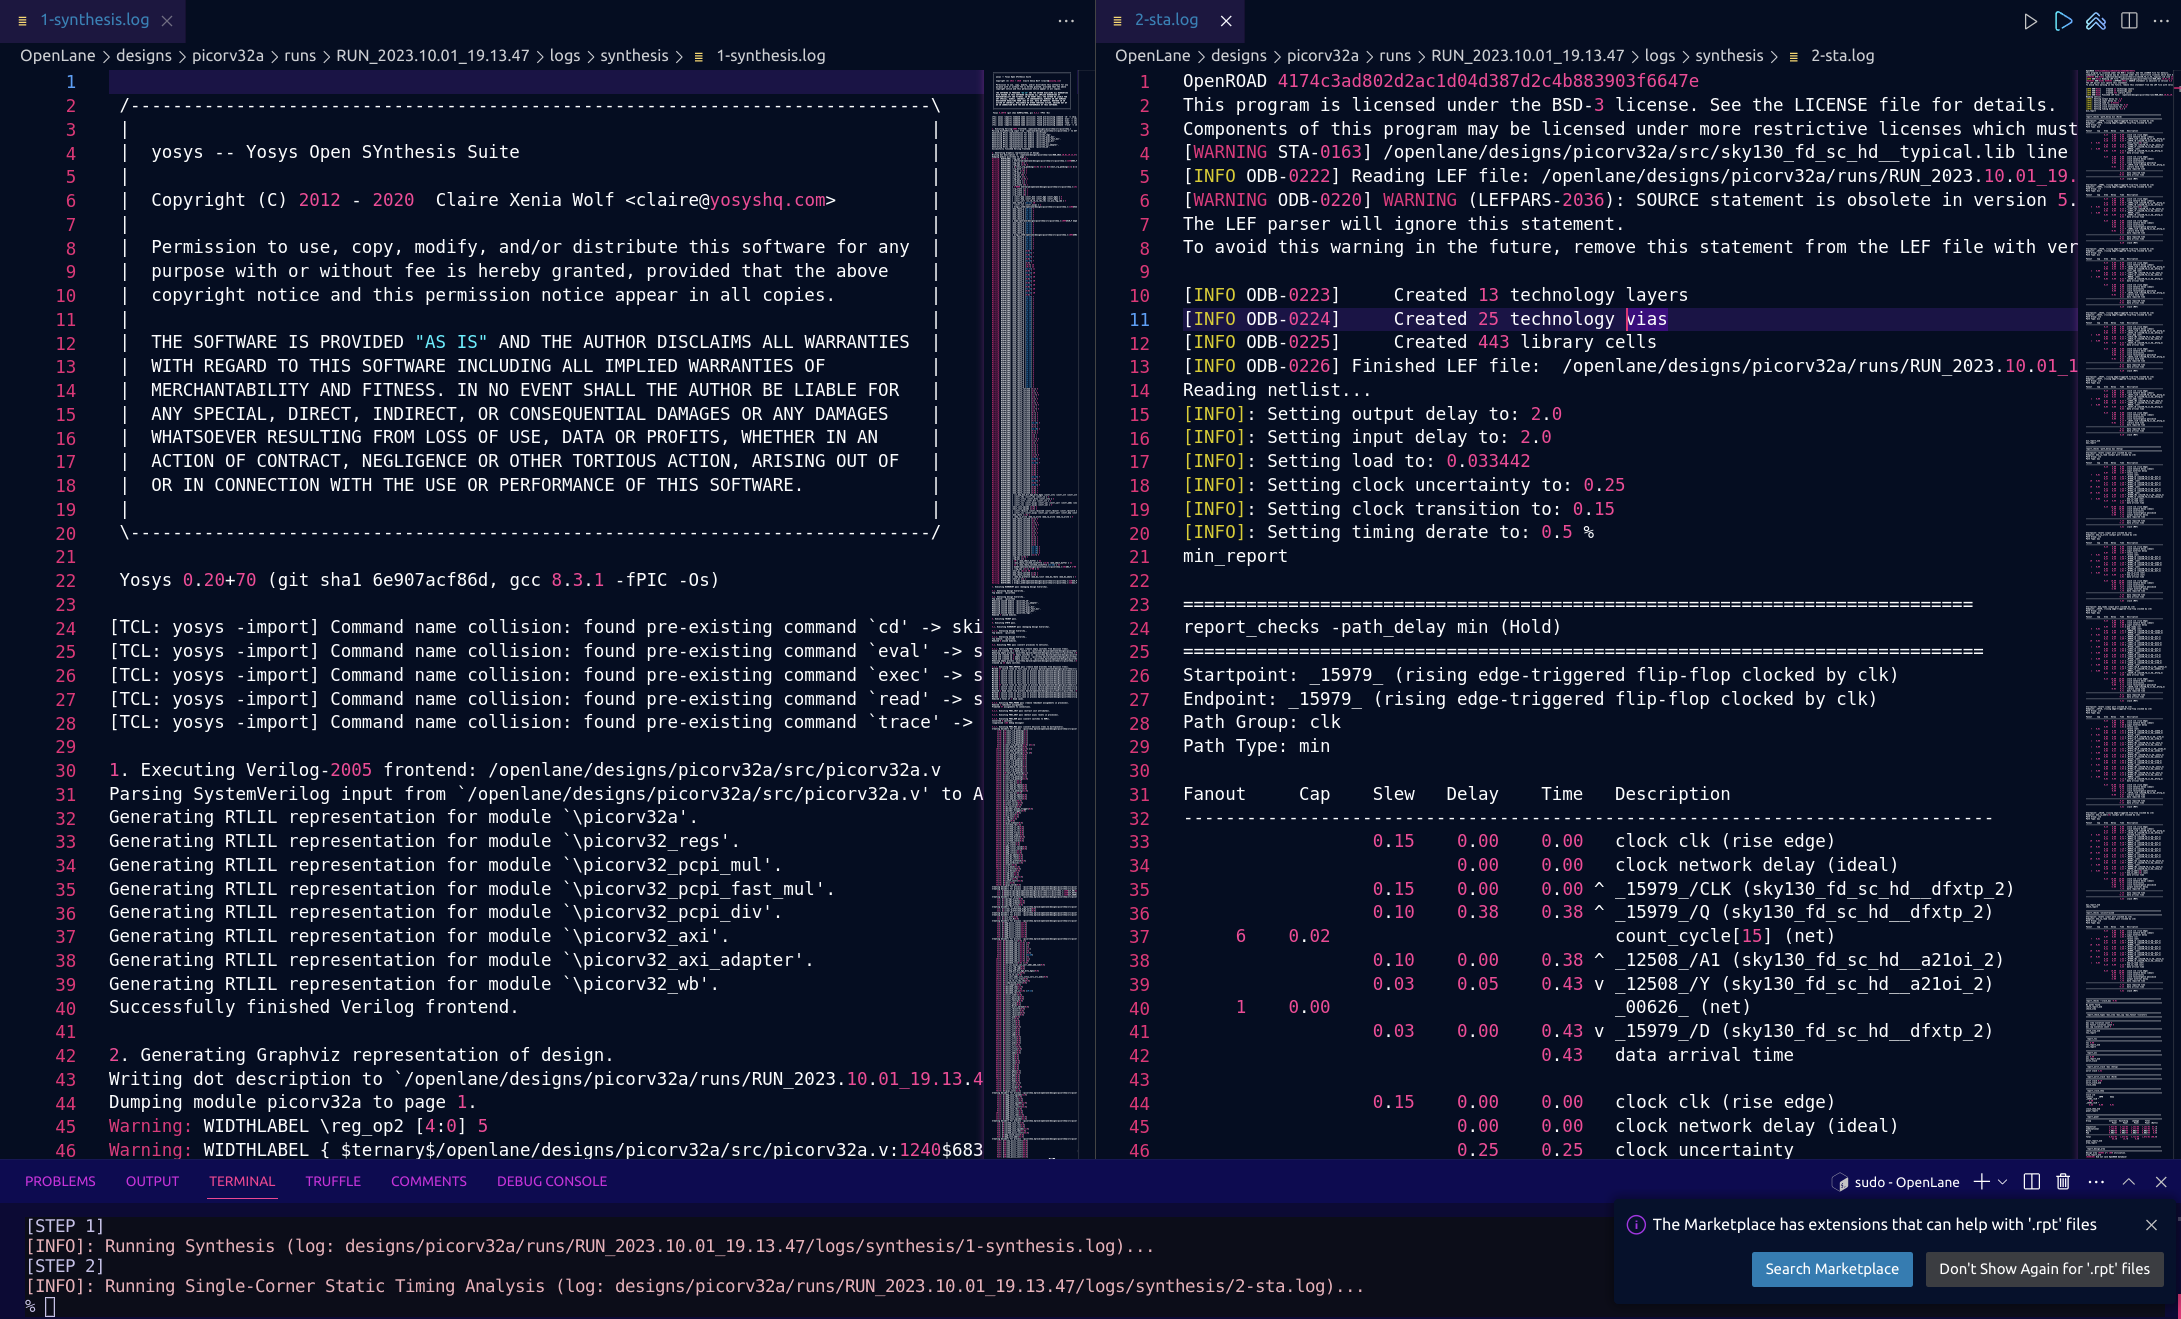 1-synthesis.log
OpenLane > designs > picorv32a > runs > RUN_2023.10.01_19.13.47 > logs > synthesis > 1-synthesis.log
1
2 /----------------------------------------------------------------------------\
3 | |
4 | yosys -- Yosys Open SYnthesis Suite |
5 | |
6 | Copyright (C) 2012 - 2020  Claire Xenia Wolf <claire@yosyshq.com> |
7 | |
8 | Permission to use, copy, modify, and/or distribute this software for any |
9 | purpose with or without fee is hereby granted, provided that the above |
10 | copyright notice and this permission notice appear in all copies. |
11 | |
12 | THE SOFTWARE IS PROVIDED "AS IS" AND THE AUTHOR DISCLAIMS ALL WARRANTIES |
13 | WITH REGARD TO THIS SOFTWARE INCLUDING ALL IMPLIED WARRANTIES OF |
14 | MERCHANTABILITY AND FITNESS. IN NO EVENT SHALL THE AUTHOR BE LIABLE FOR |
15 | ANY SPECIAL, DIRECT, INDIRECT, OR CONSEQUENTIAL DAMAGES OR ANY DAMAGES |
16 | WHATSOEVER RESULTING FROM LOSS OF USE, DATA OR PROFITS, WHETHER IN AN |
17 | ACTION OF CONTRACT, NEGLIGENCE OR OTHER TORTIOUS ACTION, ARISING OUT OF |
18 | OR IN CONNECTION WITH THE USE OR PERFORMANCE OF THIS SOFTWARE. |
19 | |
20 \----------------------------------------------------------------------------/
21
22 Yosys 0.20+70 (git sha1 6e907acf86d, gcc 8.3.1 -fPIC -Os)
23
24 [TCL: yosys -import] Command name collision: found pre-existing command `cd' -> ski
25 [TCL: yosys -import] Command name collision: found pre-existing command `eval' -> s
26 [TCL: yosys -import] Command name collision: found pre-existing command `exec' -> s
27 [TCL: yosys -import] Command name collision: found pre-existing command `read' -> s
28 [TCL: yosys -import] Command name collision: found pre-existing command `trace' ->
29
30 1. Executing Verilog-2005 frontend: /openlane/designs/picorv32a/src/picorv32a.v
31 Parsing SystemVerilog input from `/openlane/designs/picorv32a/src/picorv32a.v' to A
32 Generating RTLIL representation for module `\picorv32a'.
33 Generating RTLIL representation for module `\picorv32_regs'.
34 Generating RTLIL representation for module `\picorv32_pcpi_mul'.
35 Generating RTLIL representation for module `\picorv32_pcpi_fast_mul'.
36 Generating RTLIL representation for module `\picorv32_pcpi_div'.
37 Generating RTLIL representation for module `\picorv32_axi'.
38 Generating RTLIL representation for module `\picorv32_axi_adapter'.
39 Generating RTLIL representation for module `\picorv32_wb'.
40 Successfully finished Verilog frontend.
41
42 2. Generating Graphviz representation of design.
43 Writing dot description to `/openlane/designs/picorv32a/runs/RUN_2023.10.01_19.13.4
44 Dumping module picorv32a to page 1.
45 Warning: WIDTHLABEL \reg_op2 [4:0] 5
46 Warning: WIDTHLABEL { $ternary$/openlane/designs/picorv32a/src/picorv32a.v:1240$683
2-sta.log
OpenLane > designs > picorv32a > runs > RUN_2023.10.01_19.13.47 > logs > synthesis > 2-sta.log
1 OpenROAD 4174c3ad802d2ac1d04d387d2c4b883903f6647e
2 This program is licensed under the BSD-3 license. See the LICENSE file for details.
3 Components of this program may be licensed under more restrictive licenses which must
4 [WARNING STA-0163] /openlane/designs/picorv32a/src/sky130_fd_sc_hd__typical.lib line
5 [INFO ODB-0222] Reading LEF file: /openlane/designs/picorv32a/runs/RUN_2023.10.01_19.
6 [WARNING ODB-0220] WARNING (LEFPARS-2036): SOURCE statement is obsolete in version 5.
7 The LEF parser will ignore this statement.
8 To avoid this warning in the future, remove this statement from the LEF file with ver
9
10 [INFO ODB-0223]     Created 13 technology layers
11 [INFO ODB-0224]     Created 25 technology vias
12 [INFO ODB-0225]     Created 443 library cells
13 [INFO ODB-0226] Finished LEF file:  /openlane/designs/picorv32a/runs/RUN_2023.10.01_1
14 Reading netlist...
15 [INFO]: Setting output delay to: 2.0
16 [INFO]: Setting input delay to: 2.0
17 [INFO]: Setting load to: 0.033442
18 [INFO]: Setting clock uncertainty to: 0.25
19 [INFO]: Setting clock transition to: 0.15
20 [INFO]: Setting timing derate to: 0.5 %
21 min_report
22
23 ===========================================================================
24 report_checks -path_delay min (Hold)
25 ============================================================================
26 Startpoint: _15979_ (rising edge-triggered flip-flop clocked by clk)
27 Endpoint: _15979_ (rising edge-triggered flip-flop clocked by clk)
28 Path Group: clk
29 Path Type: min
30
31 Fanout     Cap    Slew   Delay    Time   Description
32 -----------------------------------------------------------------------------
33 0.15    0.00    0.00   clock clk (rise edge)
34 0.00    0.00   clock network delay (ideal)
35 0.15    0.00    0.00 ^ _15979_/CLK (sky130_fd_sc_hd__dfxtp_2)
36 0.10    0.38    0.38 ^ _15979_/Q (sky130_fd_sc_hd__dfxtp_2)
37 6    0.02   count_cycle[15] (net)
38 0.10    0.00    0.38 ^ _12508_/A1 (sky130_fd_sc_hd__a21oi_2)
39 0.03    0.05    0.43 v _12508_/Y (sky130_fd_sc_hd__a21oi_2)
40 1    0.00   _00626_ (net)
41 0.03    0.00    0.43 v _15979_/D (sky130_fd_sc_hd__dfxtp_2)
42 0.43   data arrival time
43
44 0.15    0.00    0.00   clock clk (rise edge)
45 0.00    0.00   clock network delay (ideal)
46 0.25    0.25   clock uncertainty
PROBLEMS OUTPUT TERMINAL TRUFFLE COMMENTS DEBUG CONSOLE
sudo - OpenLane
[STEP 1]
[INFO]: Running Synthesis (log: designs/picorv32a/runs/RUN_2023.10.01_19.13.47/logs/synthesis/1-synthesis.log)...
[STEP 2]
[INFO]: Running Single-Corner Static Timing Analysis (log: designs/picorv32a/runs/RUN_2023.10.01_19.13.47/logs/synthesis/2-sta.log)...
%
The Marketplace has extensions that can help with '.rpt' files
Search Marketplace
Don't Show Again for '.rpt' files